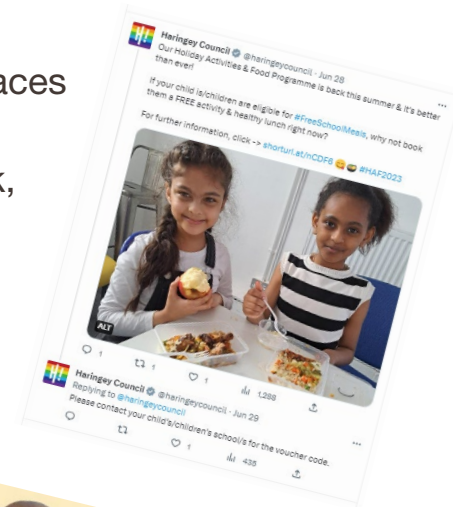 aces
k,
Haringey Council @haringeycouncil · Jun 28
Our Holiday Activities & Food Programme is back this summer & it's better
than ever!
If your child is/children are eligible for #FreeSchoolMeals, why not book
them a FREE activity & healthy lunch right now?
For further information, click -> shorturl.at/nCDF6 #HAF2023
ALT
1
1
1
1,288
Haringey Council @haringeycouncil · Jun 29
Replying to @haringeycouncil
Please contact your child's/children's school/s for the voucher code.
1
435